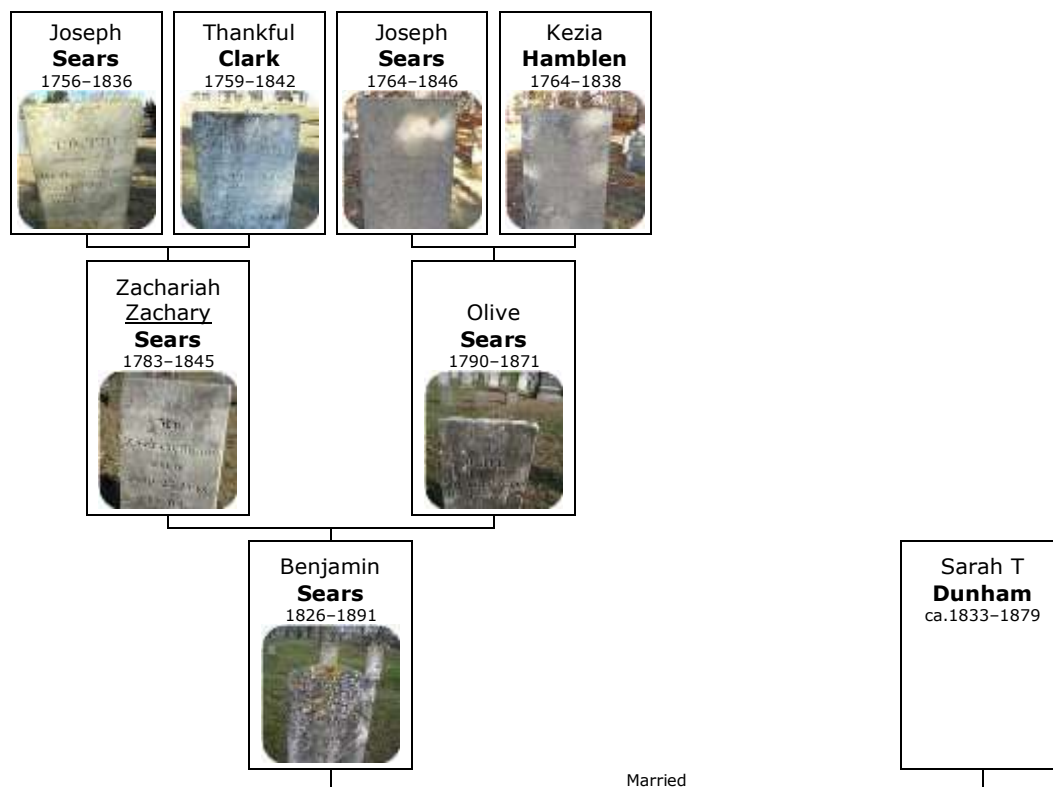 Joseph
Sears
1756–1836
Thankful
Clark
1759–1842
Joseph
Sears
1764–1846
Kezia
Hamblen
1764–1838
Zachariah
Zachary
Sears
1783–1845
Olive
Sears
1790–1871
Benjamin
Sears
1826–1891
Sarah T
Dunham
ca.1833–1879
Married